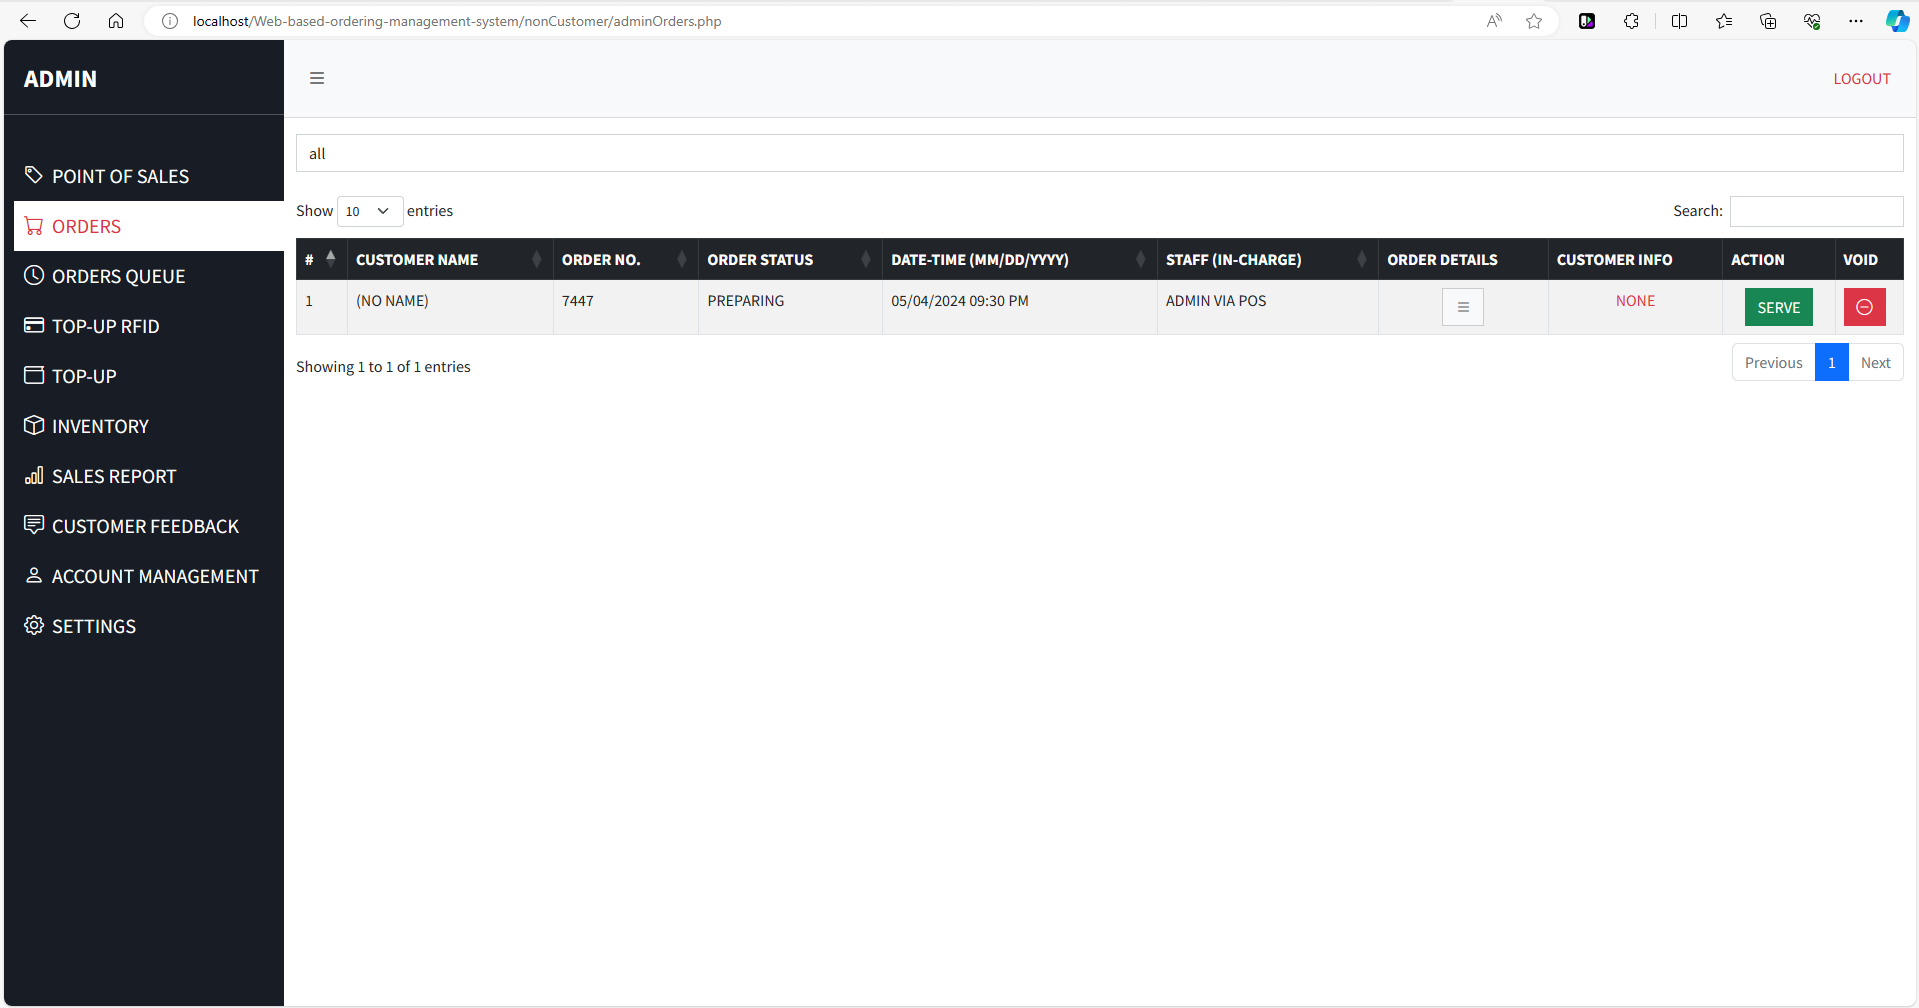 localhost/Web-based-ordering-management-system/nonCustomer/adminOrders.php
ADMIN
LOGOUT
POINT OF SALES
ORDERS
ORDERS QUEUE
TOP-UP RFID
TOP-UP
INVENTORY
SALES REPORT
CUSTOMER FEEDBACK
ACCOUNT MANAGEMENT
SETTINGS
all
Show 10 entries Search:
# CUSTOMER NAME ORDER NO. ORDER STATUS DATE-TIME (MM/DD/YYYY) STAFF (IN-CHARGE) ORDER DETAILS CUSTOMER INFO ACTION VOID
1 (NO NAME) 7447 PREPARING 05/04/2024 09:30 PM ADMIN VIA POS NONE SERVE
Showing 1 to 1 of 1 entries Previous 1 Next